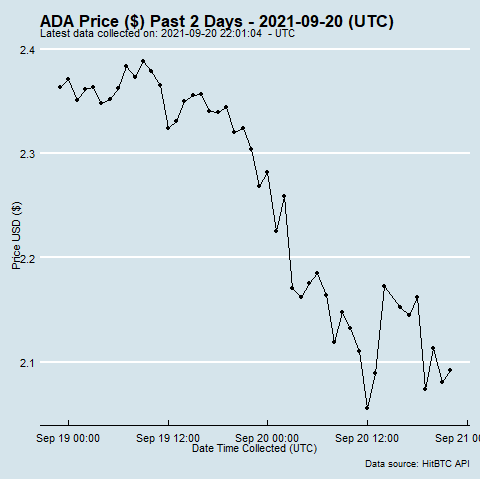 ADA Price ($) Past 2 Days - 2021-09-20 (UTC)
Latest data collected on: 2021-09-20 22:01:04  - UTC
2.4
2.3
2.2
2.1
Price USD ($)
Sep 19 00:00 Sep 19 12:00 Sep 20 00:00 Sep 20 12:00 Sep 21 00
Date Time Collected (UTC)
Data source: HitBTC API